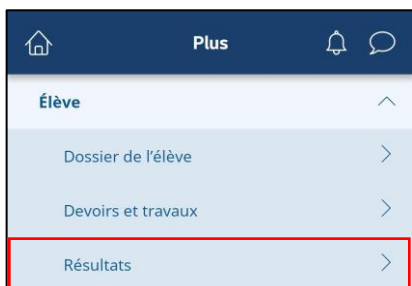 Plus
Élève
Dossier de l'élève
Devoirs et travaux
Résultats